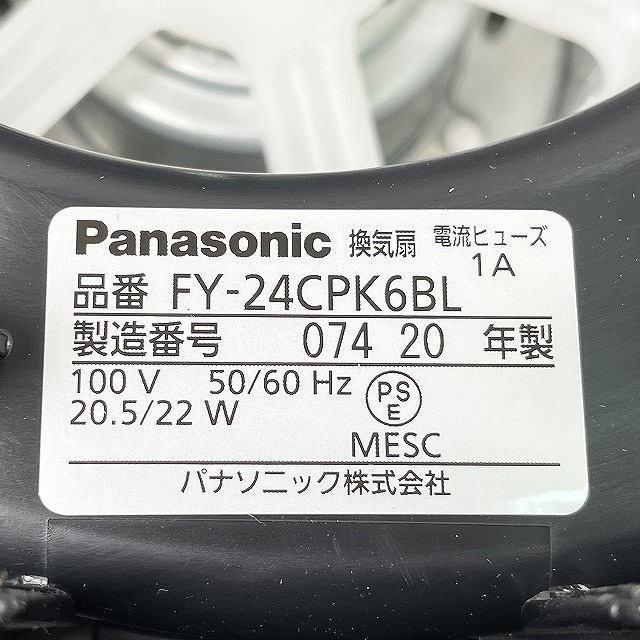 Panasonic 換気扇 電流ヒューズ
1A
品番 FY-24CPK6BL
製造番号 074 20 年製
100 V 50/60 Hz
PS
E
20.5/22 W
MESC
パナソニック株式会社